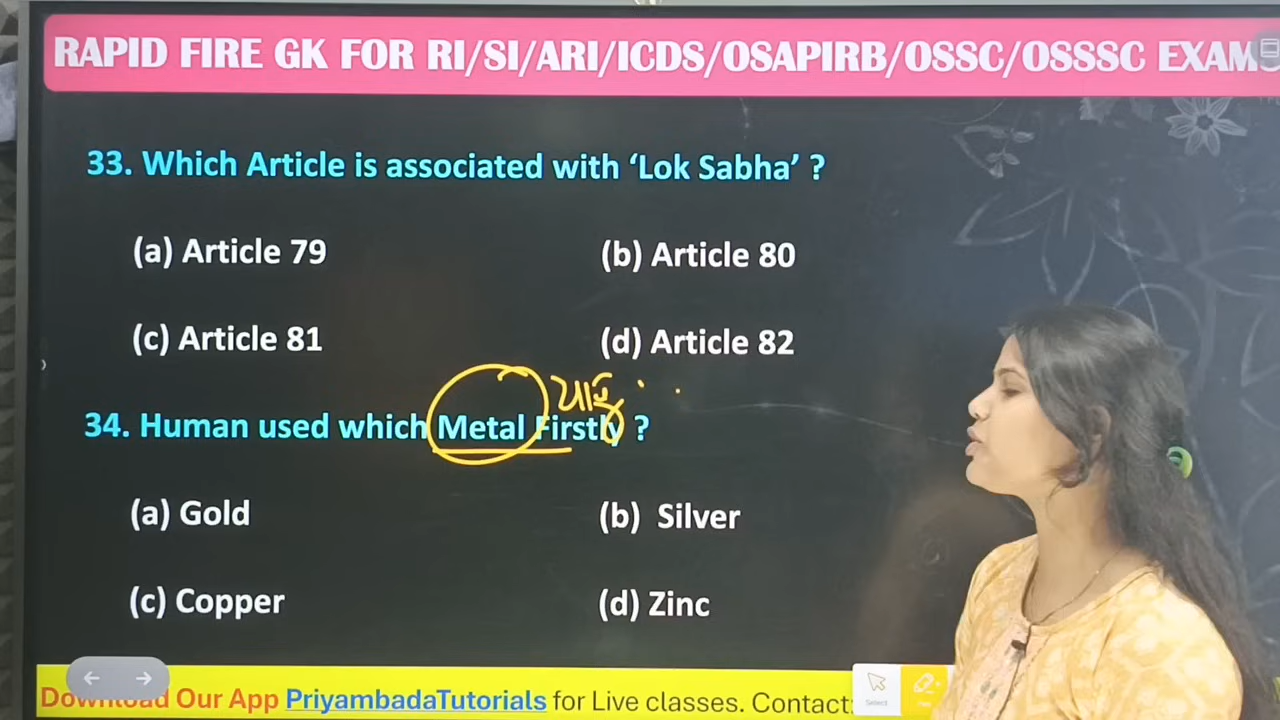 RAPID FIRE GK FOR RI/SI/ARI/ICDS/OSAPIRB/OSSC/OSSSC EXAM
33. Which Article is associated with ‘Lok Sabha’ ?
(a) Article 79
(b) Article 80
(c) Article 81
(d) Article 82
34. Human used which Metal Firstly ?
(a) Gold
(b) Silver
(c) Copper
(d) Zinc
Download Our App PriyambadaTutorials for Live classes. Contact:
Select